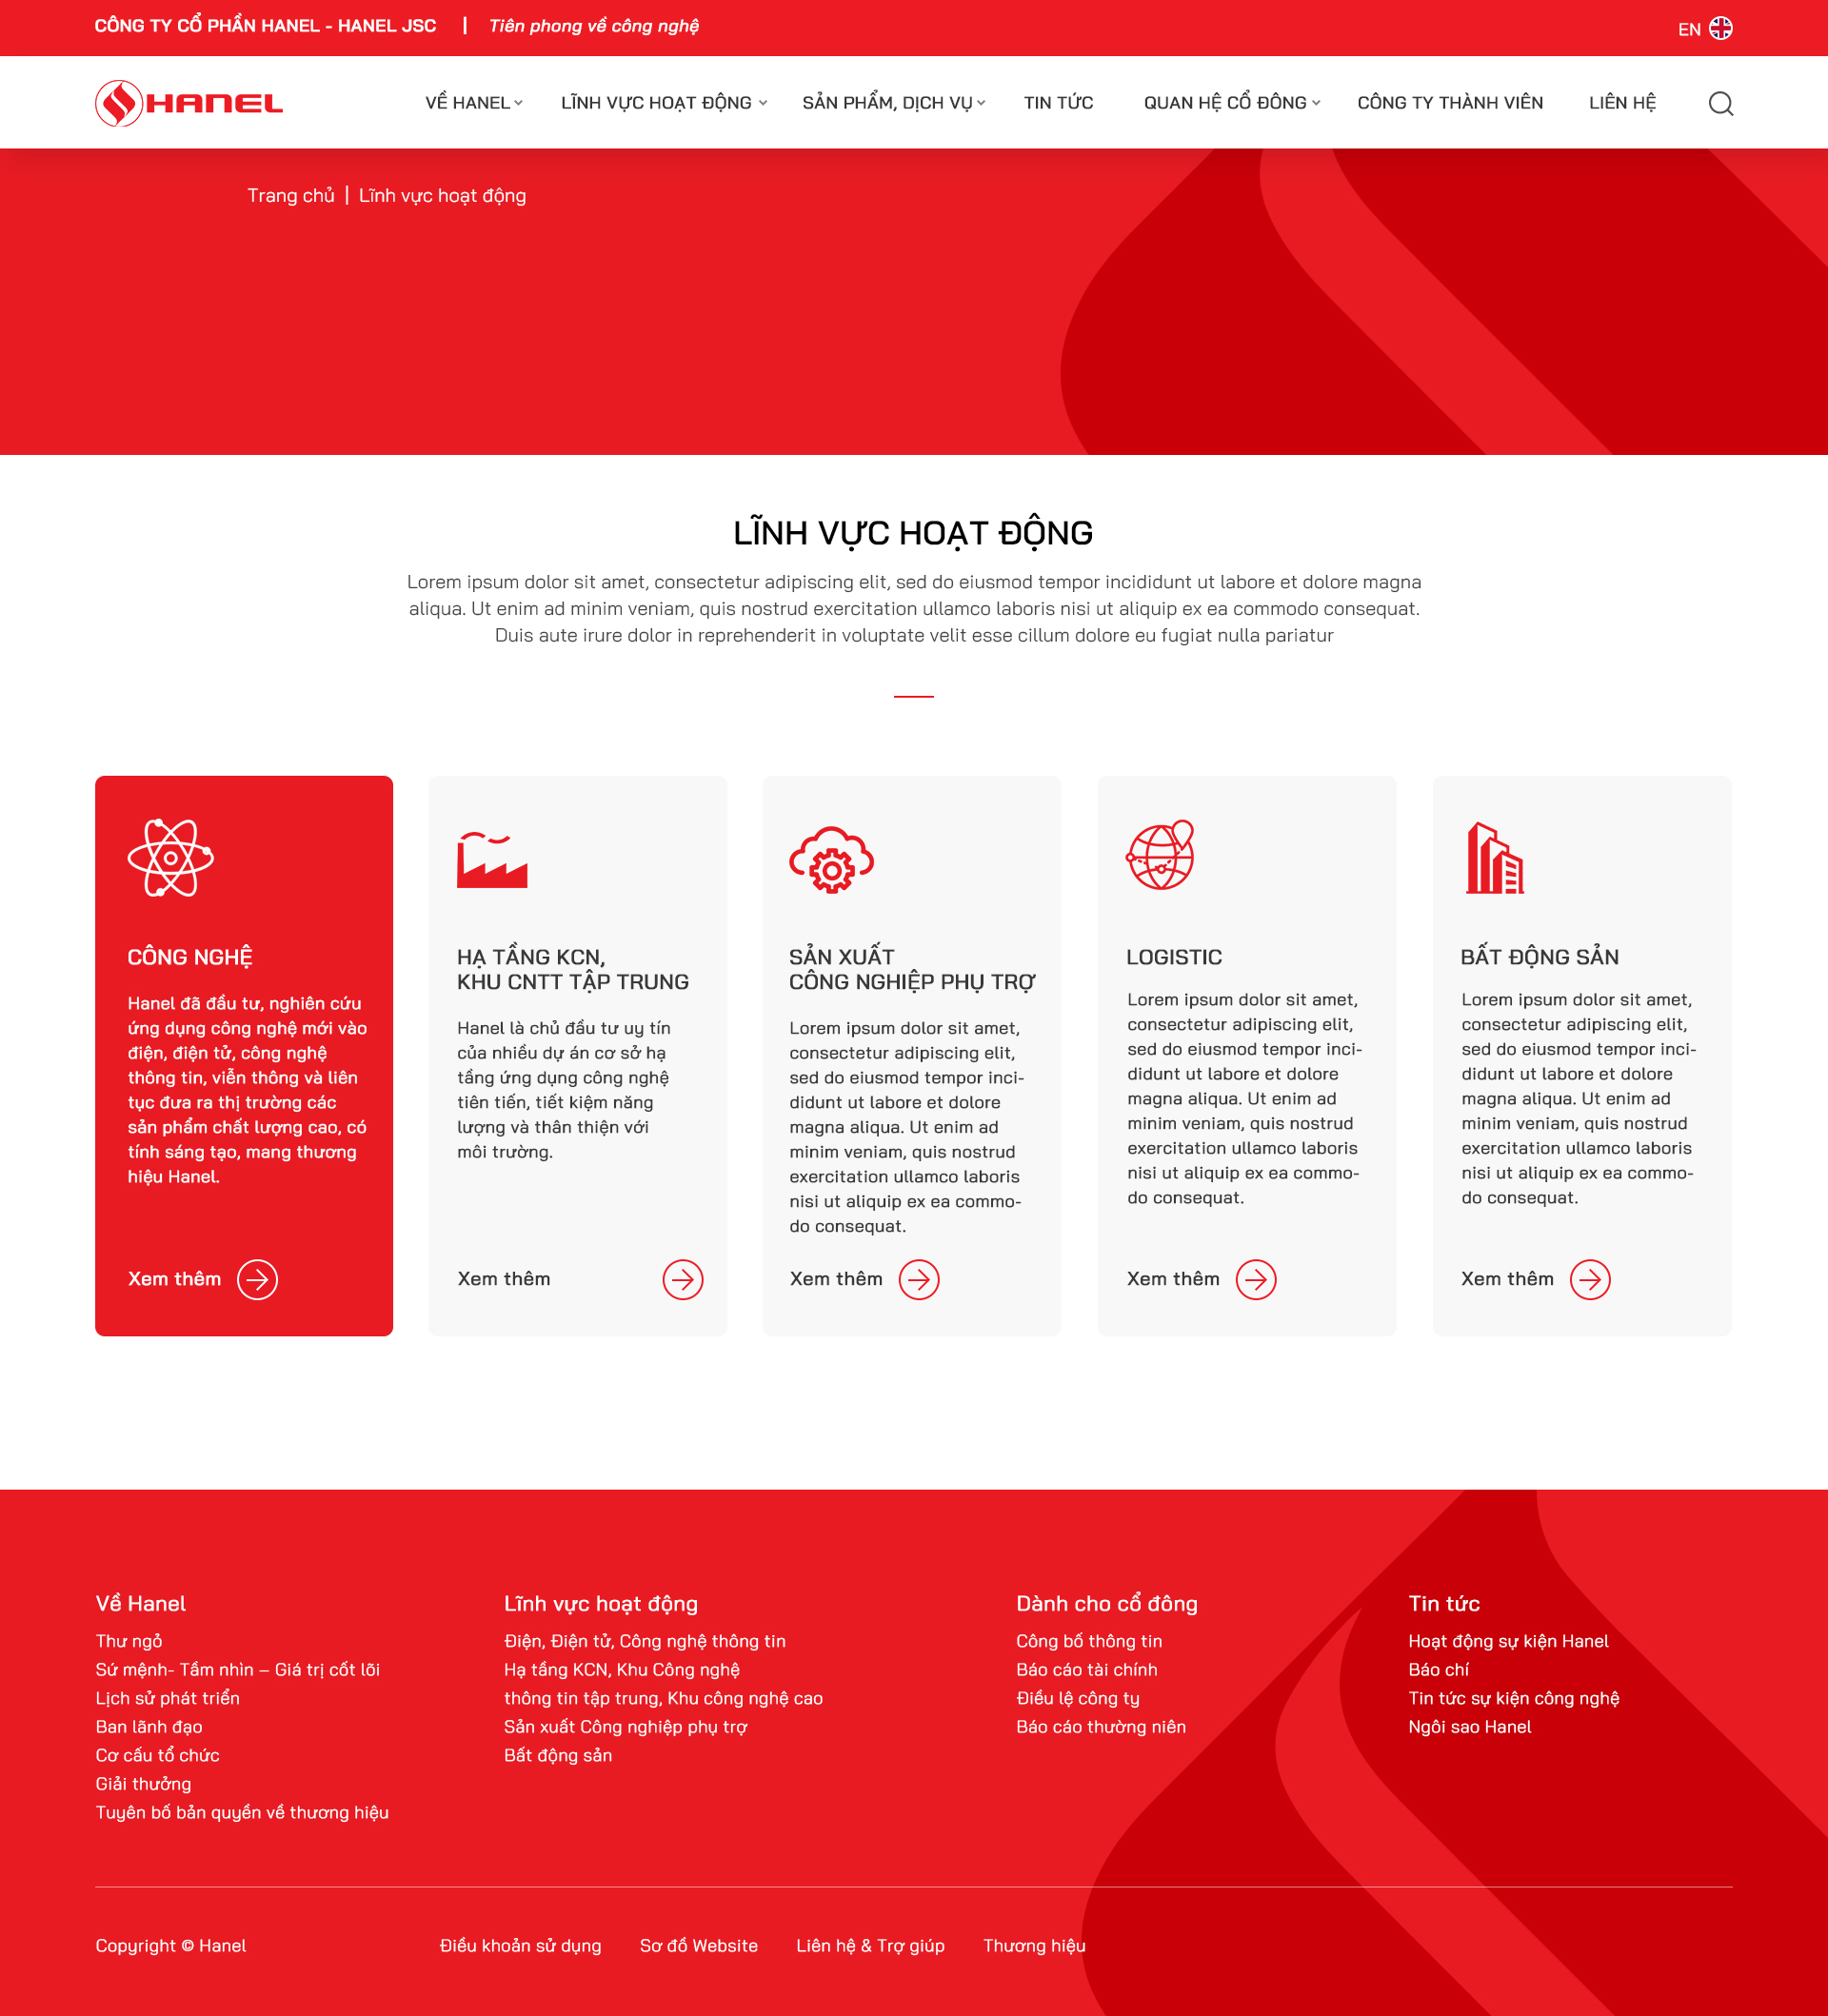 CÔNG TY CỔ PHẦN HANEL - HANEL JSC | Tiên phong về công nghệ
EN
HANEL
VỀ HANEL
LĨNH VỰC HOẠT ĐỘNG
SẢN PHẨM, DỊCH VỤ
TIN TỨC
QUAN HỆ CỔ ĐÔNG
CÔNG TY THÀNH VIÊN
LIÊN HỆ
Trang chủ | Lĩnh vực hoạt động
LĨNH VỰC HOẠT ĐỘNG
Lorem ipsum dolor sit amet, consectetur adipiscing elit, sed do eiusmod tempor incididunt ut labore et dolore magna
aliqua. Ut enim ad minim veniam, quis nostrud exercitation ullamco laboris nisi ut aliquip ex ea commodo consequat.
Duis aute irure dolor in reprehenderit in voluptate velit esse cillum dolore eu fugiat nulla pariatur
CÔNG NGHỆ
Hanel đã đầu tư, nghiên cứu
ứng dụng công nghệ mới vào
điện, điện tử, công nghệ
thông tin, viễn thông và liên
tục đưa ra thị trường các
sản phẩm chất lượng cao, có
tính sáng tạo, mang thương
hiệu Hanel.
Xem thêm
HẠ TẦNG KCN,
KHU CNTT TẬP TRUNG
Hanel là chủ đầu tư uy tín
của nhiều dự án cơ sở hạ
tầng ứng dụng công nghệ
tiên tiến, tiết kiệm năng
lượng và thân thiện với
môi trường.
Xem thêm
SẢN XUẤT
CÔNG NGHIỆP PHỤ TRỢ
Lorem ipsum dolor sit amet,
consectetur adipiscing elit,
sed do eiusmod tempor inci-
didunt ut labore et dolore
magna aliqua. Ut enim ad
minim veniam, quis nostrud
exercitation ullamco laboris
nisi ut aliquip ex ea commo-
do consequat.
Xem thêm
LOGISTIC
Lorem ipsum dolor sit amet,
consectetur adipiscing elit,
sed do eiusmod tempor inci-
didunt ut labore et dolore
magna aliqua. Ut enim ad
minim veniam, quis nostrud
exercitation ullamco laboris
nisi ut aliquip ex ea commo-
do consequat.
Xem thêm
BẤT ĐỘNG SẢN
Lorem ipsum dolor sit amet,
consectetur adipiscing elit,
sed do eiusmod tempor inci-
didunt ut labore et dolore
magna aliqua. Ut enim ad
minim veniam, quis nostrud
exercitation ullamco laboris
nisi ut aliquip ex ea commo-
do consequat.
Xem thêm
Về Hanel
Thư ngỏ
Sứ mệnh- Tầm nhìn – Giá trị cốt lõi
Lịch sử phát triển
Ban lãnh đạo
Cơ cấu tổ chức
Giải thưởng
Tuyên bố bản quyền về thương hiệu
Lĩnh vực hoạt động
Điện, Điện tử, Công nghệ thông tin
Hạ tầng KCN, Khu Công nghệ
thông tin tập trung, Khu công nghệ cao
Sản xuất Công nghiệp phụ trợ
Bất động sản
Dành cho cổ đông
Công bố thông tin
Báo cáo tài chính
Điều lệ công ty
Báo cáo thường niên
Tin tức
Hoạt động sự kiện Hanel
Báo chí
Tin tức sự kiện công nghệ
Ngôi sao Hanel
Copyright © Hanel
Điều khoản sử dụng
Sơ đồ Website
Liên hệ & Trợ giúp
Thương hiệu